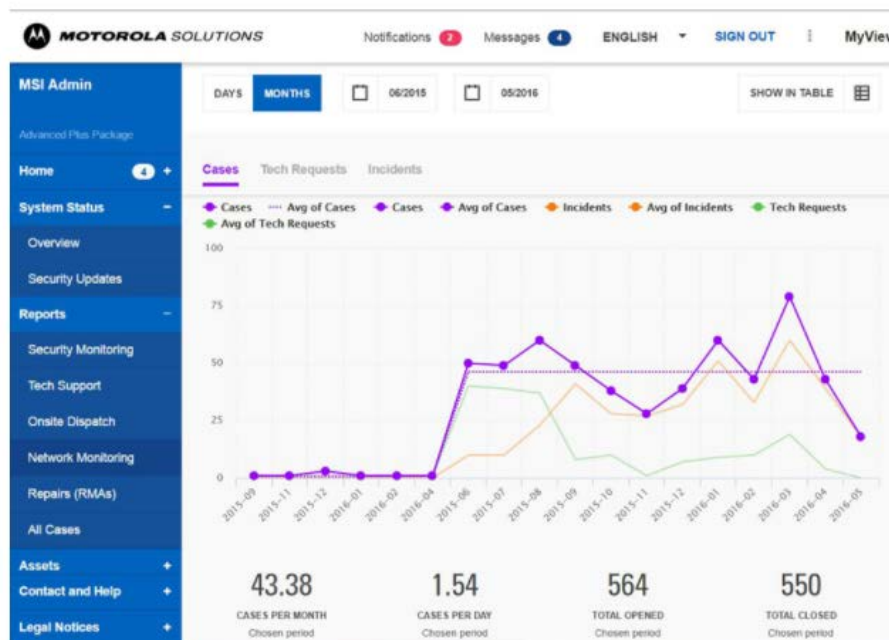 MOTOROLA SOLUTIONS
Notifications 2 Messages 4 ENGLISH SIGN OUT MyView
MSI Admin
Advanced Plus Package
Home 4 +
System Status −
Overview
Security Updates
Reports −
Security Monitoring
Tech Support
Onsite Dispatch
Network Monitoring
Repairs (RMAs)
All Cases
Assets +
Contact and Help +
Legal Notices +
DAYS MONTHS 06/2015 05/2016 SHOW IN TABLE
Cases Tech Requests Incidents
Cases Avg of Cases Cases Avg of Cases Incidents Avg of Incidents Tech Requests
Avg of Tech Requests
100
75
50
25
0
2015-09 2015-11 2015-12 2016-01 2016-02 2016-04 2015-06 2015-07 2015-08 2015-09 2015-10 2015-11 2015-12 2016-01 2016-02 2016-03 2016-04 2016-05
43.38 1.54 564 550
CASES PER MONTH CASES PER DAY TOTAL OPENED TOTAL CLOSED
Chosen period Chosen period Chosen period Chosen period